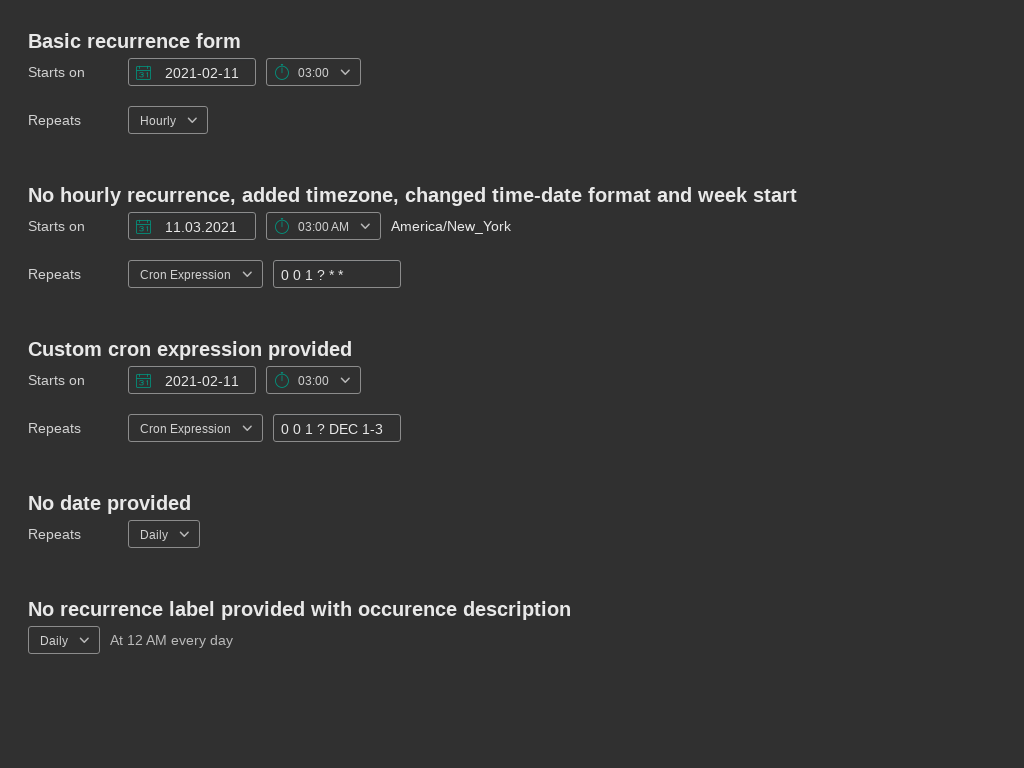 Basic recurrence form
Starts on 2021-02-11 03:00
Repeats Hourly
No hourly recurrence, added timezone, changed time-date format and week start
Starts on 11.03.2021 03:00 AM America/New_York
Repeats Cron Expression 0 0 1 ? * *
Custom cron expression provided
Starts on 2021-02-11 03:00
Repeats Cron Expression 0 0 1 ? DEC 1-3
No date provided
Repeats Daily
No recurrence label provided with occurence description
Daily At 12 AM every day